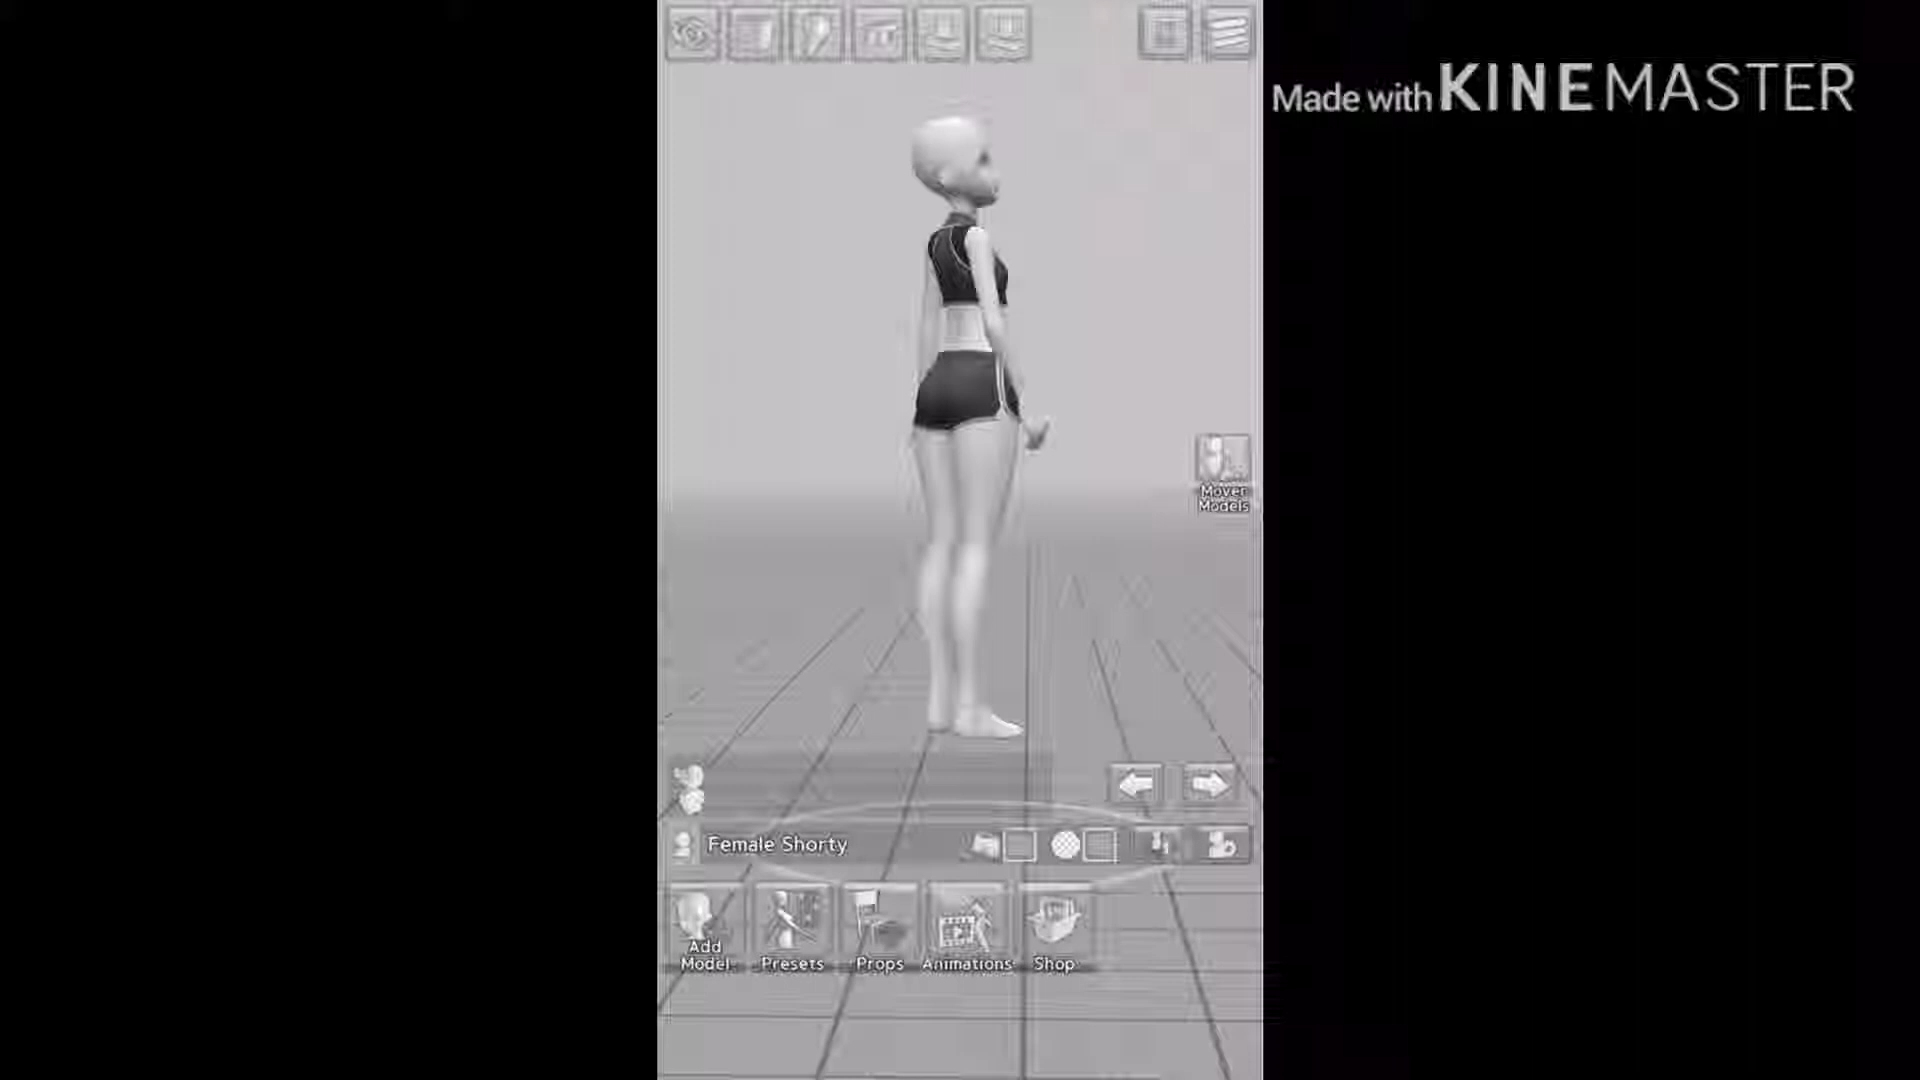 Made with KINEMASTER
Mover
Models
Female Shorty
Add
Model
Presets
Props
Animations
Shop